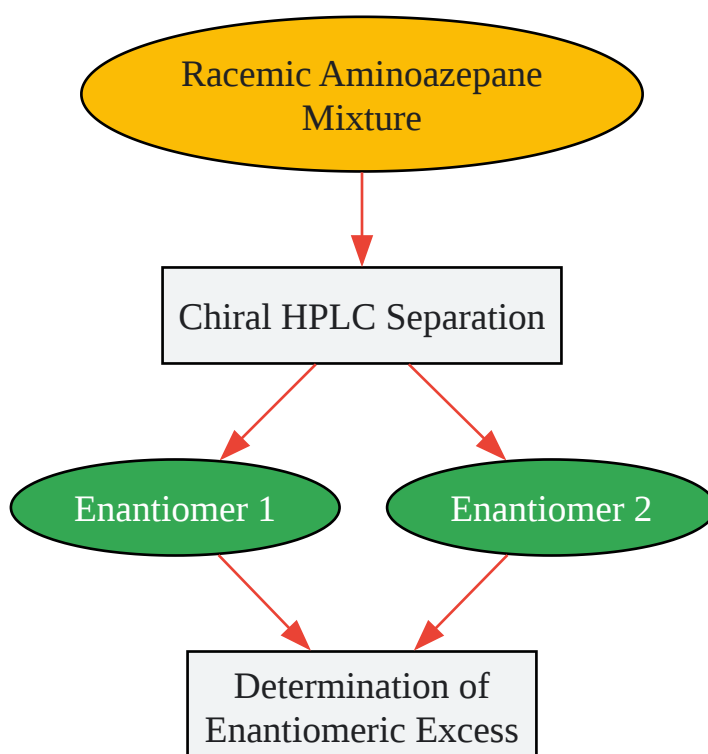 Racemic Aminoazepane
Mixture
Chiral HPLC Separation
Enantiomer 1
Enantiomer 2
Determination of
Enantiomeric Excess